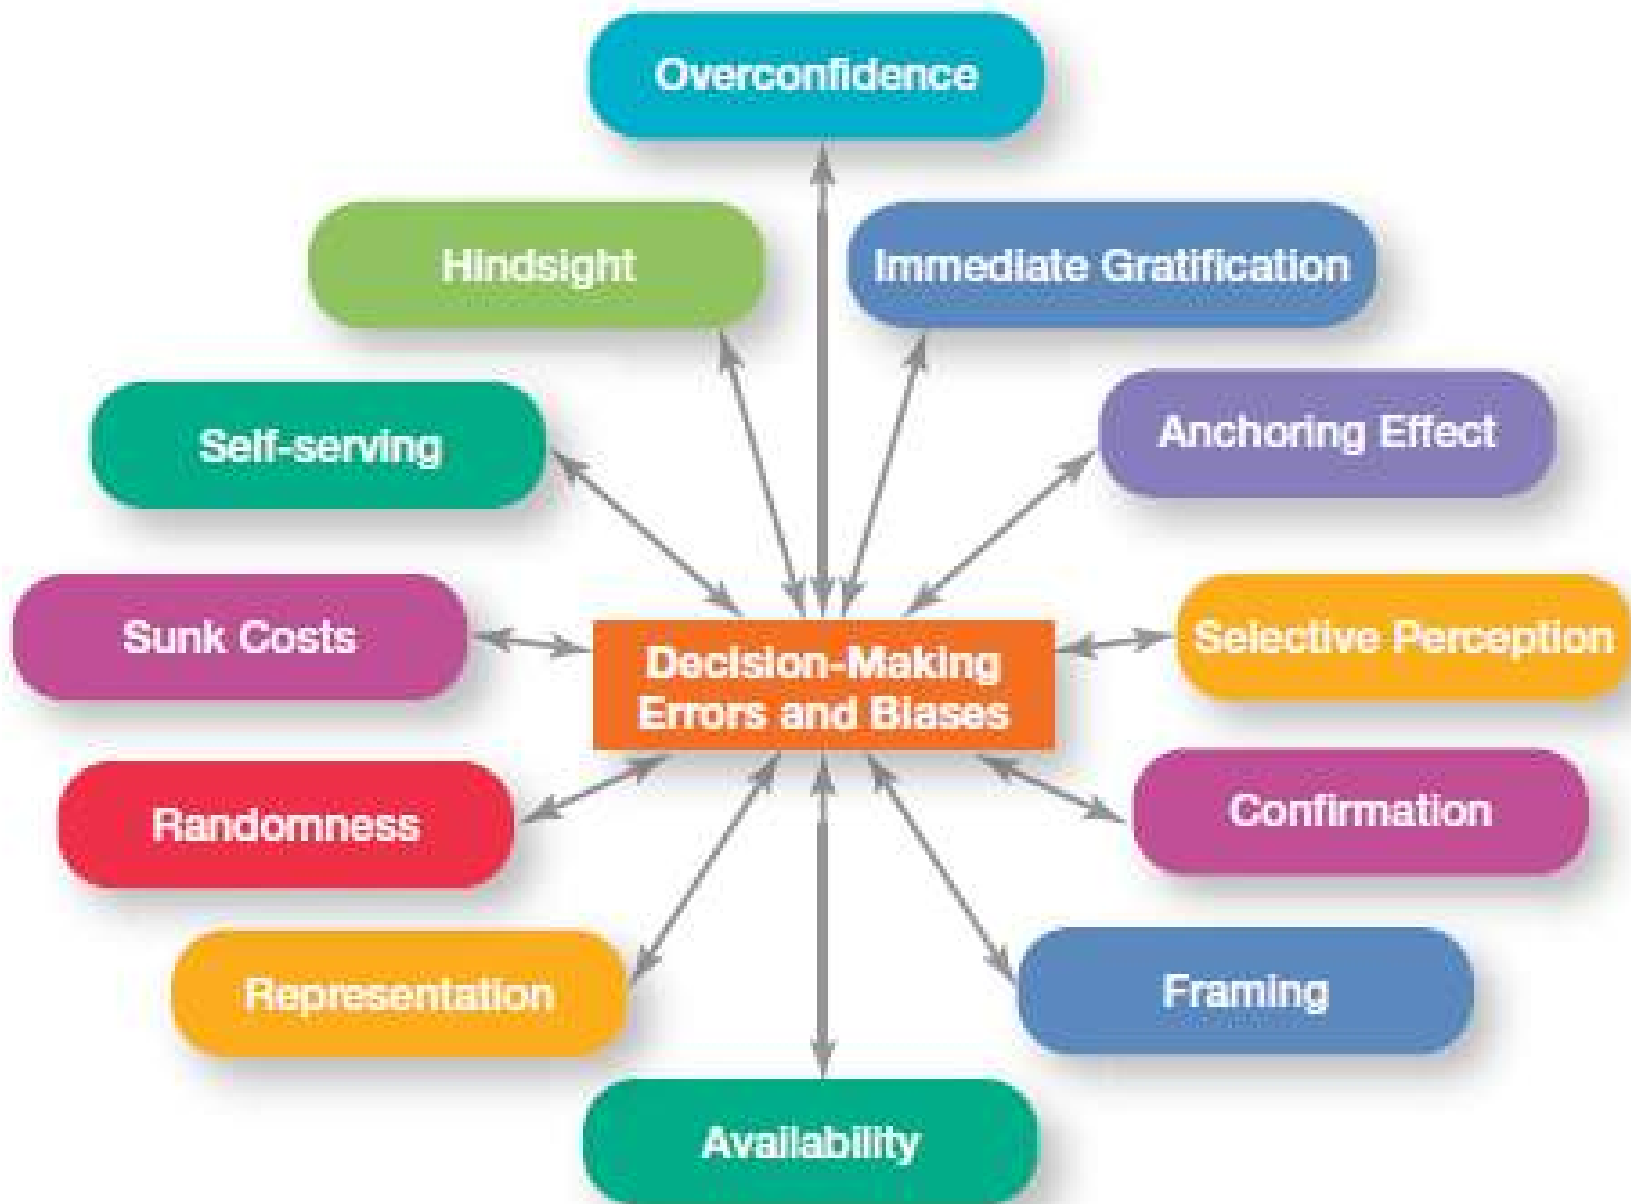 Overconfidence
Hindsight
Immediate Gratification
Self-serving
Anchoring Effect
Sunk Costs
Selective Perception
Decision-Making
Errors and Biases
Randomness
Confirmation
Representation
Framing
Availability